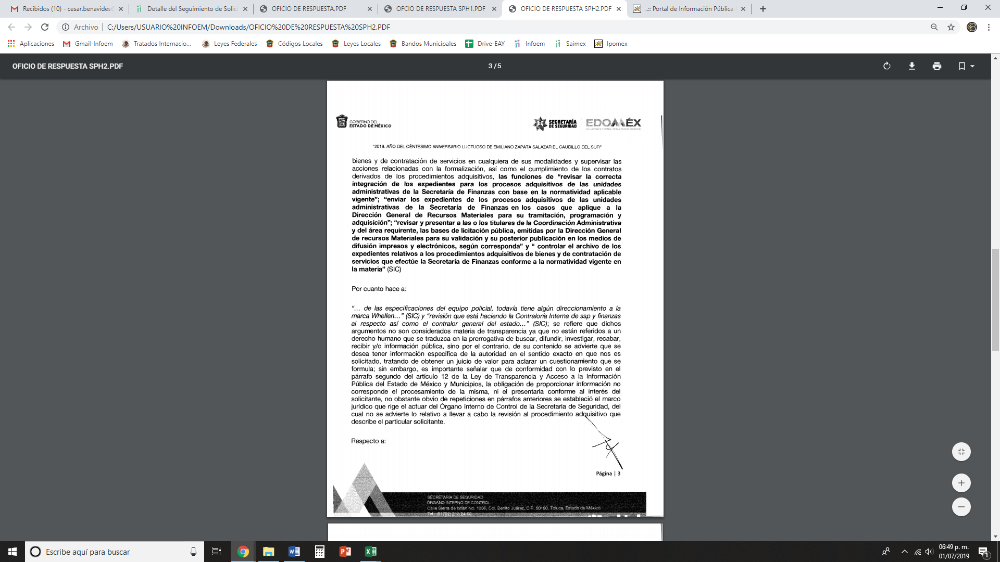 Recibidos (10) - cesar.benavides
Detalle del Seguimiento de Solici
OFICIO DE RESPUESTA.PDF
OFCIO DE RESPUESTA SPH1.PDF
OFICIO DE RESPUESTA SPH2.PDF
..:: Portal de Información Pública
Archivo
C:/Users/USUARIO%20INFOEM/Downloads/OFICIO%20DE%20RESPUESTA%20SPH2.PDF
Aplicaciones
Gmail-Infoem
Tratados Internacio...
Leyes Federales
Códigos Locales
Leyes Locales
Bandos Municipales
Drive-EAY
Infoem
Saimex
Ipomex
OFICIO DE RESPUESTA SPH2.PDF
3 / 5
GOBIERNO DEL
ESTADO DE MÉXICO
SECRETARÍA
DE SEGURIDAD
EDOMÉX
"2019. AÑO DEL CÉNTESIMO ANIVERSARIO LUCTUOSO DE EMILIANO ZAPATA SALAZAR EL CAUDILLO DEL SUR"
bienes y de contratación de servicios en cualquiera de sus modalidades y supervisar las
acciones relacionadas con la formalización, así como el cumplimiento de los contratos
derivados de los procedimientos adquisitivos, las funciones de “revisar la correcta
integración de los expedientes para los procesos adquisitivos de las unidades
administrativas de la Secretaría de Finanzas con base en la normatividad aplicable
vigente”; “enviar los expedientes de los procesos adquisitivos de las unidades
administrativas de la Secretaría de Finanzas en los casos que aplique a la
Dirección General de Recursos Materiales para su tramitación, programación y
adquisición”; “revisar y presentar a las o los titulares de la Coordinación Administrativa
y del área requirente, las bases de licitación pública, emitidas por la Dirección General
de recursos Materiales para su validación y su posterior publicación en los medios de
difusión impresos y electrónicos, según corresponda” y “ controlar el archivo de los
expedientes relativos a los procedimientos adquisitivos de bienes y de contratación de
servicios que efectúe la Secretaría de Finanzas conforme a la normatividad vigente en
la materia” (SIC)
Por cuanto hace a:
“… de las especificaciones del equipo policial, todavía tiene algún direccionamiento a la
marca Whellen…” (SIC) y “revisión que está haciendo la Contraloría Interna de ssp y finanzas
al respecto así como el contralor general del estado…” (SIC); se refiere que dichos
argumentos no son considerados materia de transparencia ya que no están referidos a un
derecho humano que se traduzca en la prerrogativa de buscar, difundir, investigar, recabar,
recibir y/o información pública, sino por el contrario, de su contenido se advierte que se
desea tener información específica de la autoridad en el sentido exacto en que nos es
solicitado, tratando de obtener un juicio de valor para aclarar un cuestionamiento que se
formula; sin embargo, es importante señalar que de conformidad con lo previsto en el
párrafo segundo del artículo 12 de la Ley de Transparencia y Acceso a la Información
Pública del Estado de México y Municipios, la obligación de proporcionar información no
corresponde el procesamiento de la misma, ni el presentarla conforme al interés del
solicitante, no obstante obvio de repeticiones en párrafos anteriores se estableció el marco
jurídico que rige el actuar del Órgano Interno de Control de la Secretaría de Seguridad, del
cual no se advierte lo relativo a llevar a cabo la revisión al procedimiento adquisitivo que
describe el particular solicitante.
Respecto a:
Página | 3
SECRETARÍA DE SEGURIDAD
ÓRGANO INTERNO DE CONTROL
Calle Sierra de Ixtlán No. 1006, Col. Benito Juárez, C.P. 50190, Toluca, Estado de México.
Tel.: (01722) 213 24 00
Escribe aquí para buscar
06:49 p. m.
01/07/2019
1